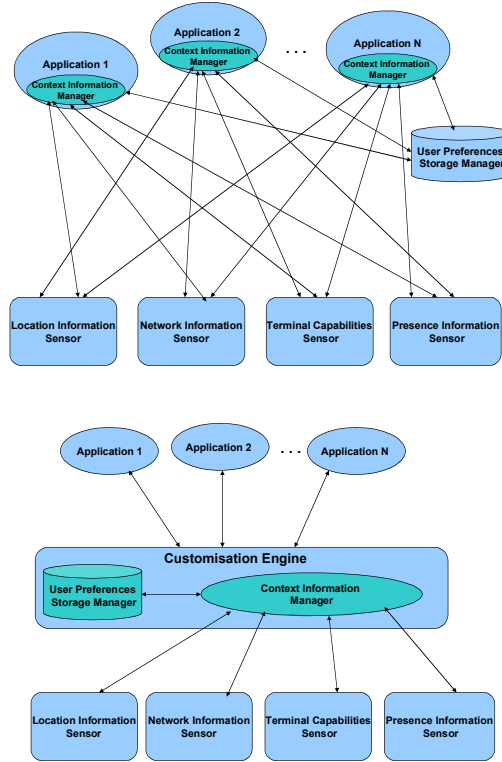 Application 1
Context Information
Manager
Application 2
Context Information
Manager
. . .
Application N
Context Information
Manager
User Preferences
Storage Manager
Location Information
Sensor
Network Information
Sensor
Terminal Capabilities
Sensor
Presence Information
Sensor
Application 1
Application 2
. . .
Application N
Customisation Engine
User Preferences
Storage Manager
Context Information
Manager
Location Information
Sensor
Network Information
Sensor
Terminal Capabilities
Sensor
Presence Information
Sensor